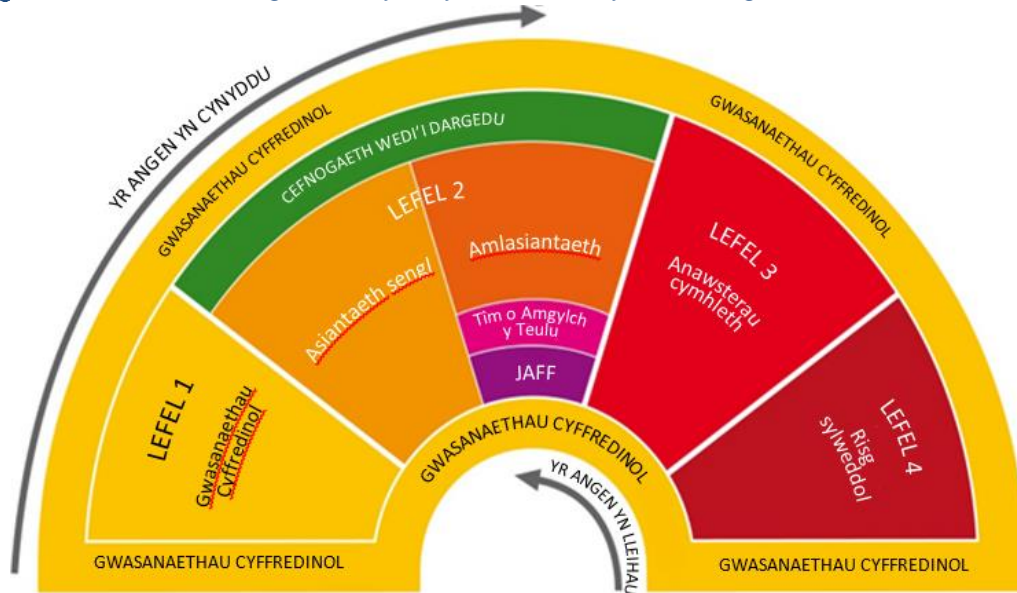 YR ANGEN YN CYNYDDU
GWASANAETHAU CYFFREDINOL
GWASANAETHAU CYFFREDINOL
CEFNOGAETH WEDI'I DARGEDU
LEFEL 1
Gwasanaethau
Cyffredinol
LEFEL 2
Asiantaeth sengl
Amlasiantaeth
Tîm o Amgylch
y Teulu
JAFF
LEFEL 3
Anawsterau
cymhleth
LEFEL 4
Risg
sylweddol
GWASANAETHAU CYFFREDINOL
YR ANGEN YN LLEIHAU
GWASANAETHAU CYFFREDINOL
GWASANAETHAU CYFFREDINOL